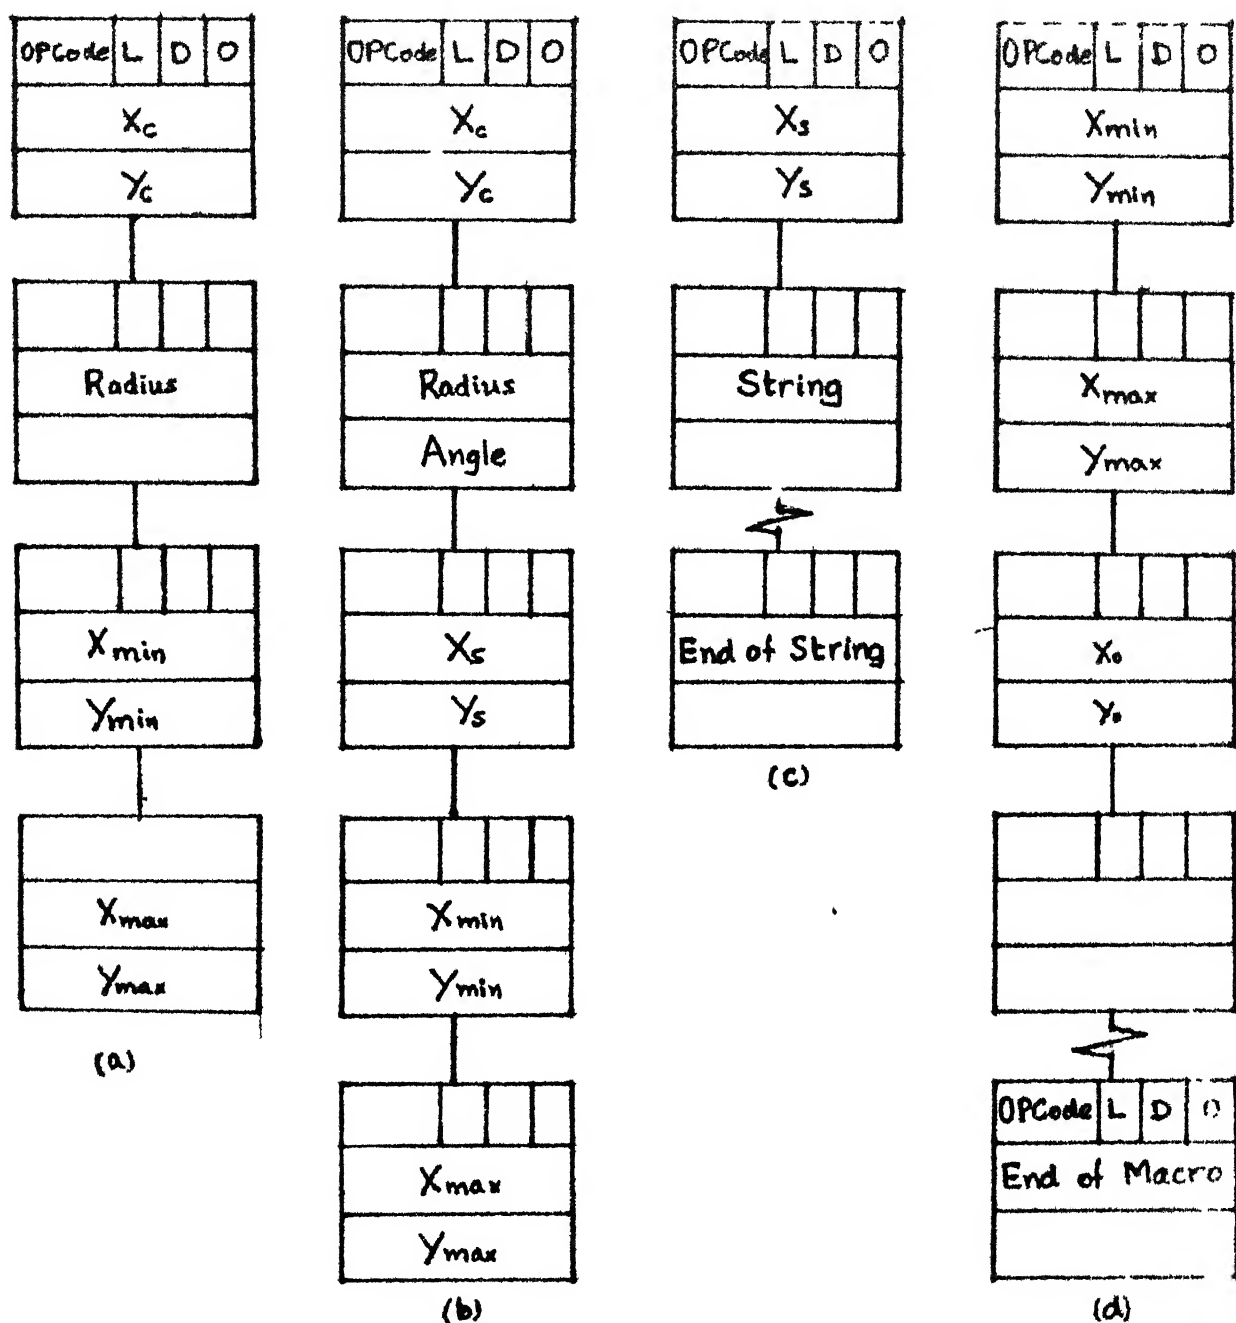 OPCode L D O
Xc
Yc
Radius
Xmin
Ymin
Xmax
Ymax
(a)
OPCode L D O
Xc
Yc
Radius
Angle
Xs
Ys
Xmin
Ymin
Xmax
Ymax
(b)
OPCode L D O
Xs
Ys
String
End of String
(c)
OPCode L D O
Xmin
Ymin
Xmax
Ymax
Xo
Yo
OPCode L D O
End of Macro
(d)